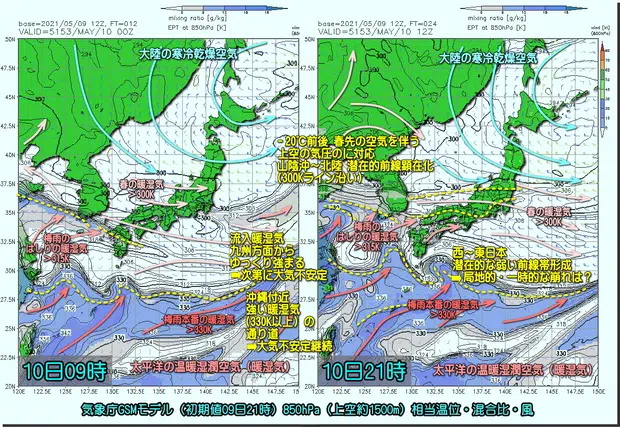 mixing ratio [g/kg]
EPT at 850hPa [K]
base=2021/05/09 12Z, FT=012
VALID=5153/MAY/10 00Z
大陸の寒冷乾燥空気
春の暖湿気
>300K
梅雨の
はしりの暖湿気
>315K
流入暖湿気
九州方面から
ゆっくり強まる
➡次第に大気不安定
沖縄付近
強い暖湿気
(330K以上)の
通り道
➡大気不安定継続
梅雨本番の暖湿気
>330K
10日09時
太平洋の温暖湿潤空気(暖湿気)
mixing ratio [g/kg]
EPT at 850hPa [K]
base=2021/05/09 12Z, FT=024
VALID=5153/MAY/10 12Z
大陸の寒冷乾燥空気
-20℃前後 春先の空気を伴う
上空の気圧の谷に対応
山陰沖~北陸 潜在的前線顕在化
(300Kライン沿い)
春の暖湿気
>300K
梅雨の
はしりの暖湿気
>315K
西~東日本
潜在的な弱い前線帯形成
➡局地的・一時的な崩れは?
梅雨本番の暖湿気
>330K
10日21時
太平洋の温暖湿潤空気(暖湿気)
気象庁GSMモデル(初期値09日21時)850hPa(上空約1500m)相当温位・混合比・風